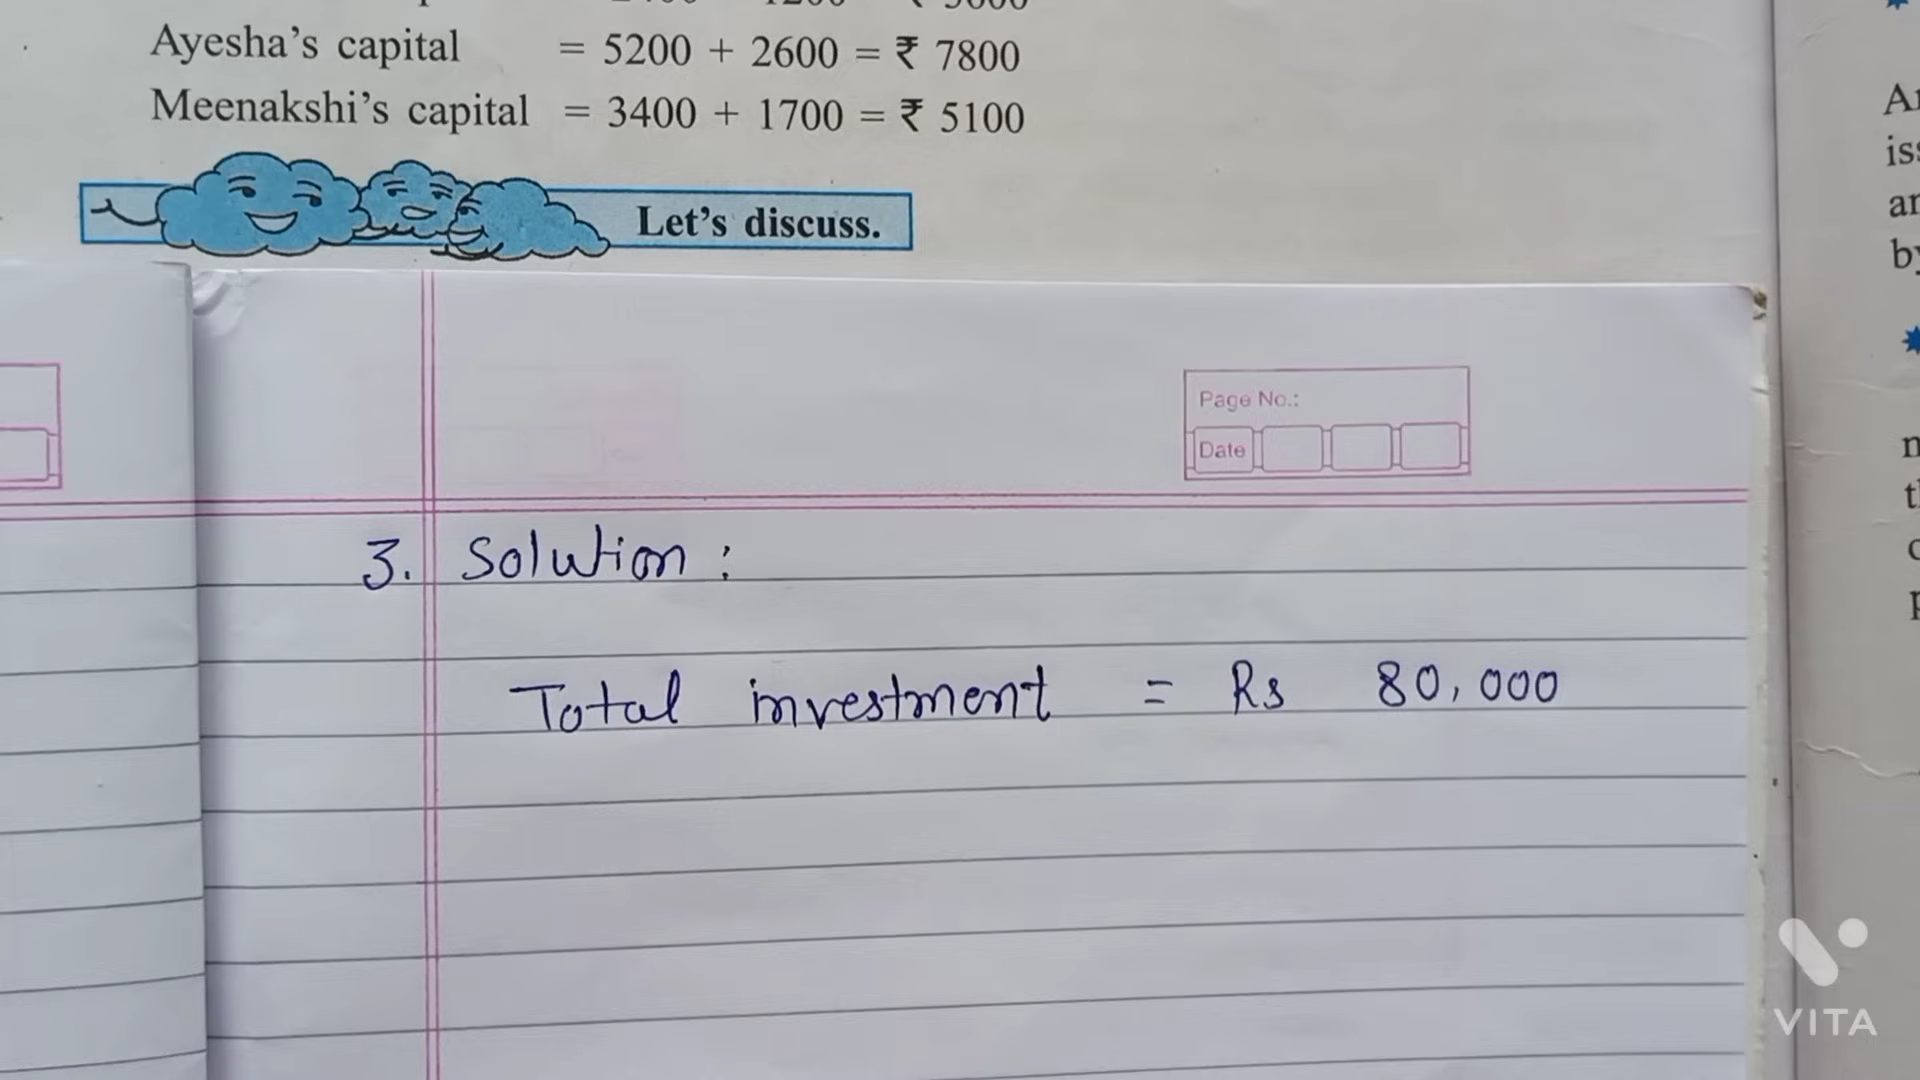 Ayesha's capital = 5200 + 2600 = ₹ 7800
Meenakshi's capital = 3400 + 1700 = ₹ 5100
Let's discuss.
Page No.:
Date
3. Solution :
Total investment = Rs 80,000
VITA